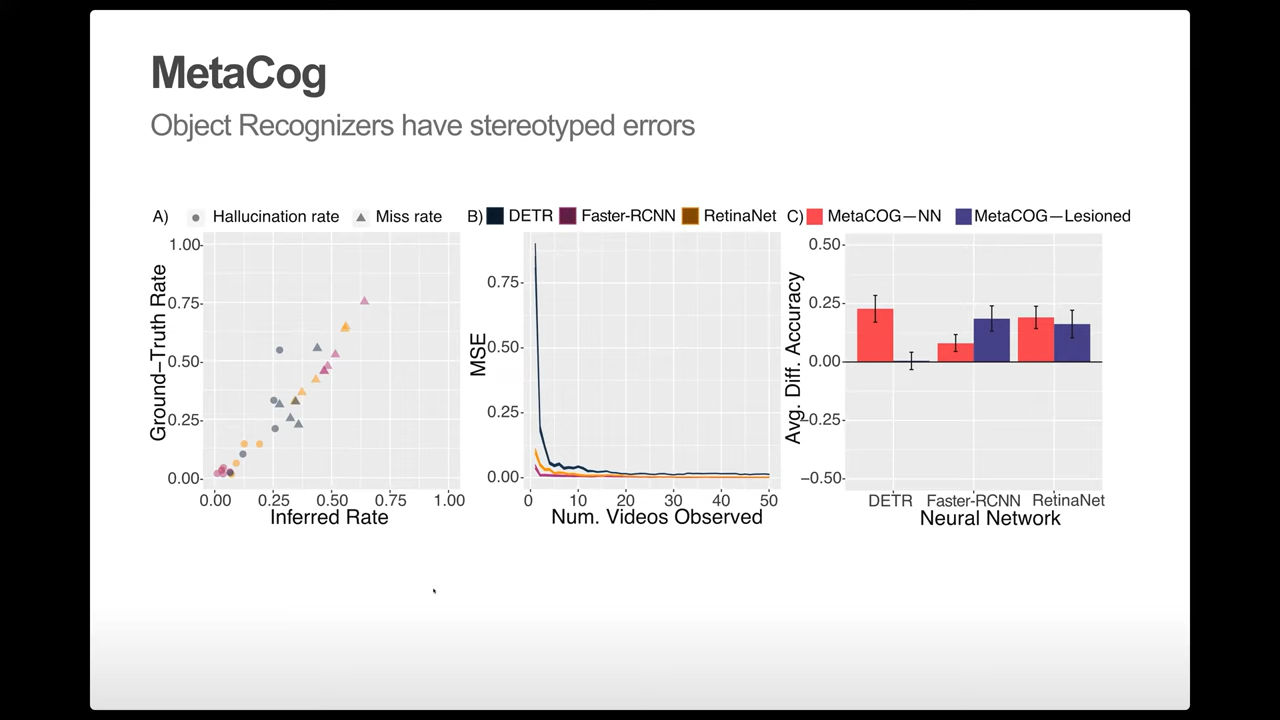 MetaCog
Object Recognizers have stereotyped errors
A) Hallucination rate Miss rate
1.00
0.75
0.50
0.25
0.00
Ground−Truth Rate
0.00 0.25 0.50 0.75 1.00
Inferred Rate
B) DETR Faster-RCNN RetinaNet
0.75
0.50
0.25
0.00
MSE
0 10 20 30 40 50
Num. Videos Observed
C) MetaCOG−NN MetaCOG−Lesioned
0.50
0.25
0.00
−0.25
−0.50
Avg. Diff. Accuracy
DETR Faster-RCNN RetinaNet
Neural Network